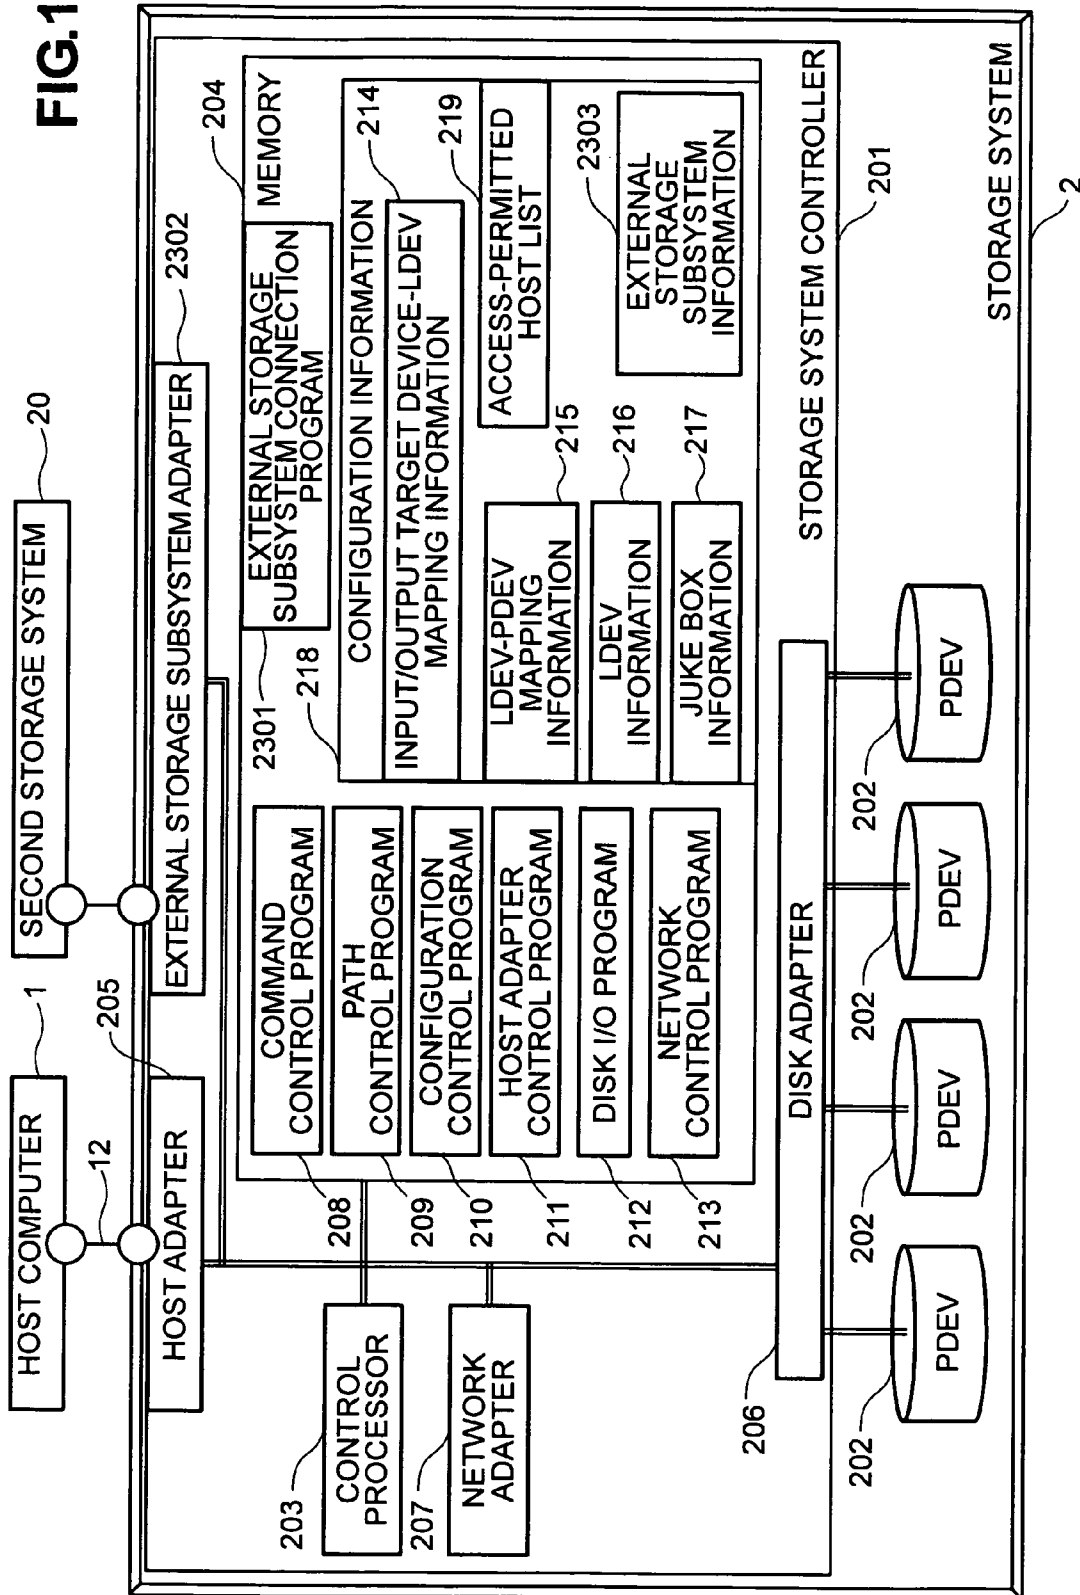 FIG.1
HOST COMPUTER
1
SECOND STORAGE SYSTEM
20
12
205
2302
HOST ADAPTER
EXTERNAL STORAGE SUBSYSTEM ADAPTER
204
MEMORY
2301
EXTERNAL STORAGE
SUBSYSTEM CONNECTION
PROGRAM
218
CONFIGURATION INFORMATION
214
INPUT/OUTPUT TARGET DEVICE-LDEV
MAPPING INFORMATION
219
ACCESS-PERMITTED
HOST LIST
LDEV-PDEV
MAPPING
INFORMATION
215
LDEV
INFORMATION
216
JUKE BOX
INFORMATION
217
2303
EXTERNAL
STORAGE
SUBSYSTEM
INFORMATION
COMMAND
CONTROL PROGRAM
208
PATH
CONTROL PROGRAM
209
CONFIGURATION
CONTROL PROGRAM
210
HOST ADAPTER
CONTROL PROGRAM
211
DISK I/O PROGRAM
212
NETWORK
CONTROL PROGRAM
213
203
CONTROL
PROCESSOR
207
NETWORK
ADAPTER
206
DISK ADAPTER
STORAGE SYSTEM CONTROLLER
201
202
PDEV
202
PDEV
202
PDEV
202
PDEV
STORAGE SYSTEM
2